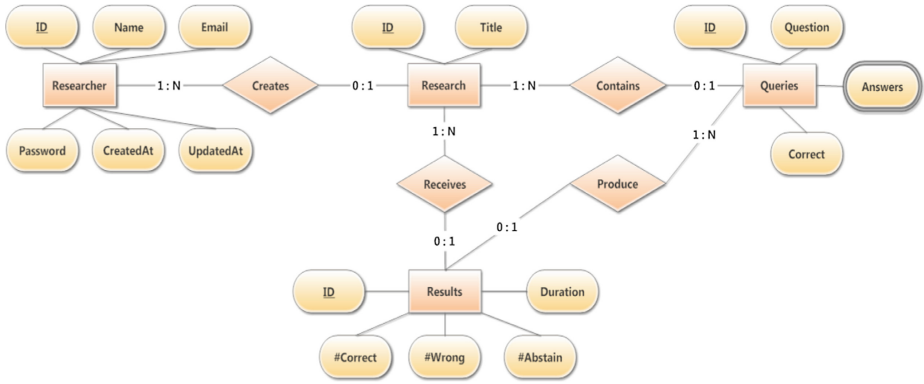 ID Name Email ID Title ID Question
Researcher 1:N Creates 0:1 Research 1:N Contains 0:1 Queries Answers
Password CreatedAt UpdatedAt 1:N 1:N Correct
Receives Produce
0:1 0:1
ID Results Duration
#Correct #Wrong #Abstain